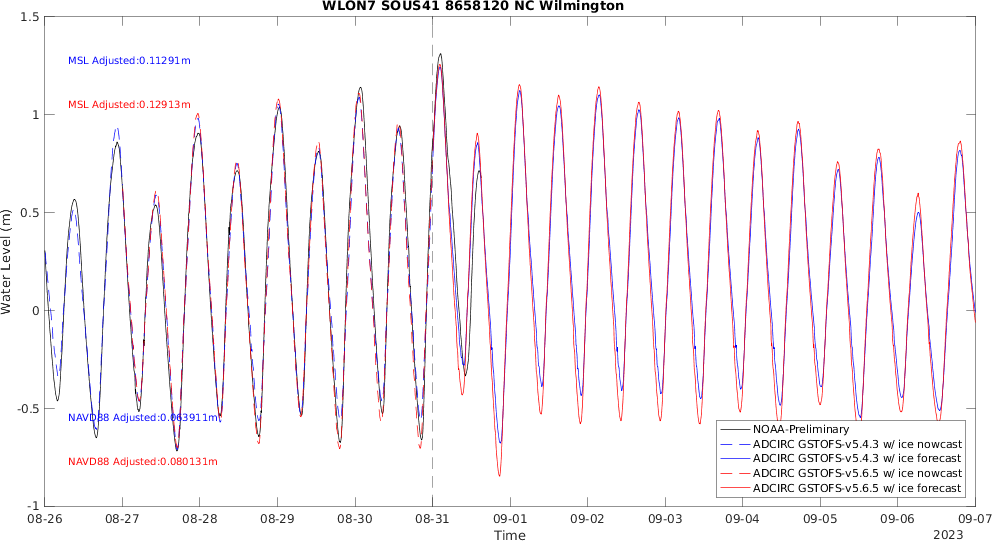 WLON7 SOUS41 8658120 NC Wilmington
1.5
1
0.5
0
-0.5
-1
Water Level (m)
MSL Adjusted:0.11291m
MSL Adjusted:0.12913m
NAVD88 Adjusted:0.063911m
NAVD88 Adjusted:0.080131m
NOAA-Preliminary
ADCIRC GSTOFS-v5.4.3 w/ ice nowcast
ADCIRC GSTOFS-v5.4.3 w/ ice forecast
ADCIRC GSTOFS-v5.6.5 w/ ice nowcast
ADCIRC GSTOFS-v5.6.5 w/ ice forecast
08-26 08-27 08-28 08-29 08-30 08-31 09-01 09-02 09-03 09-04 09-05 09-06 09-07
Time
2023